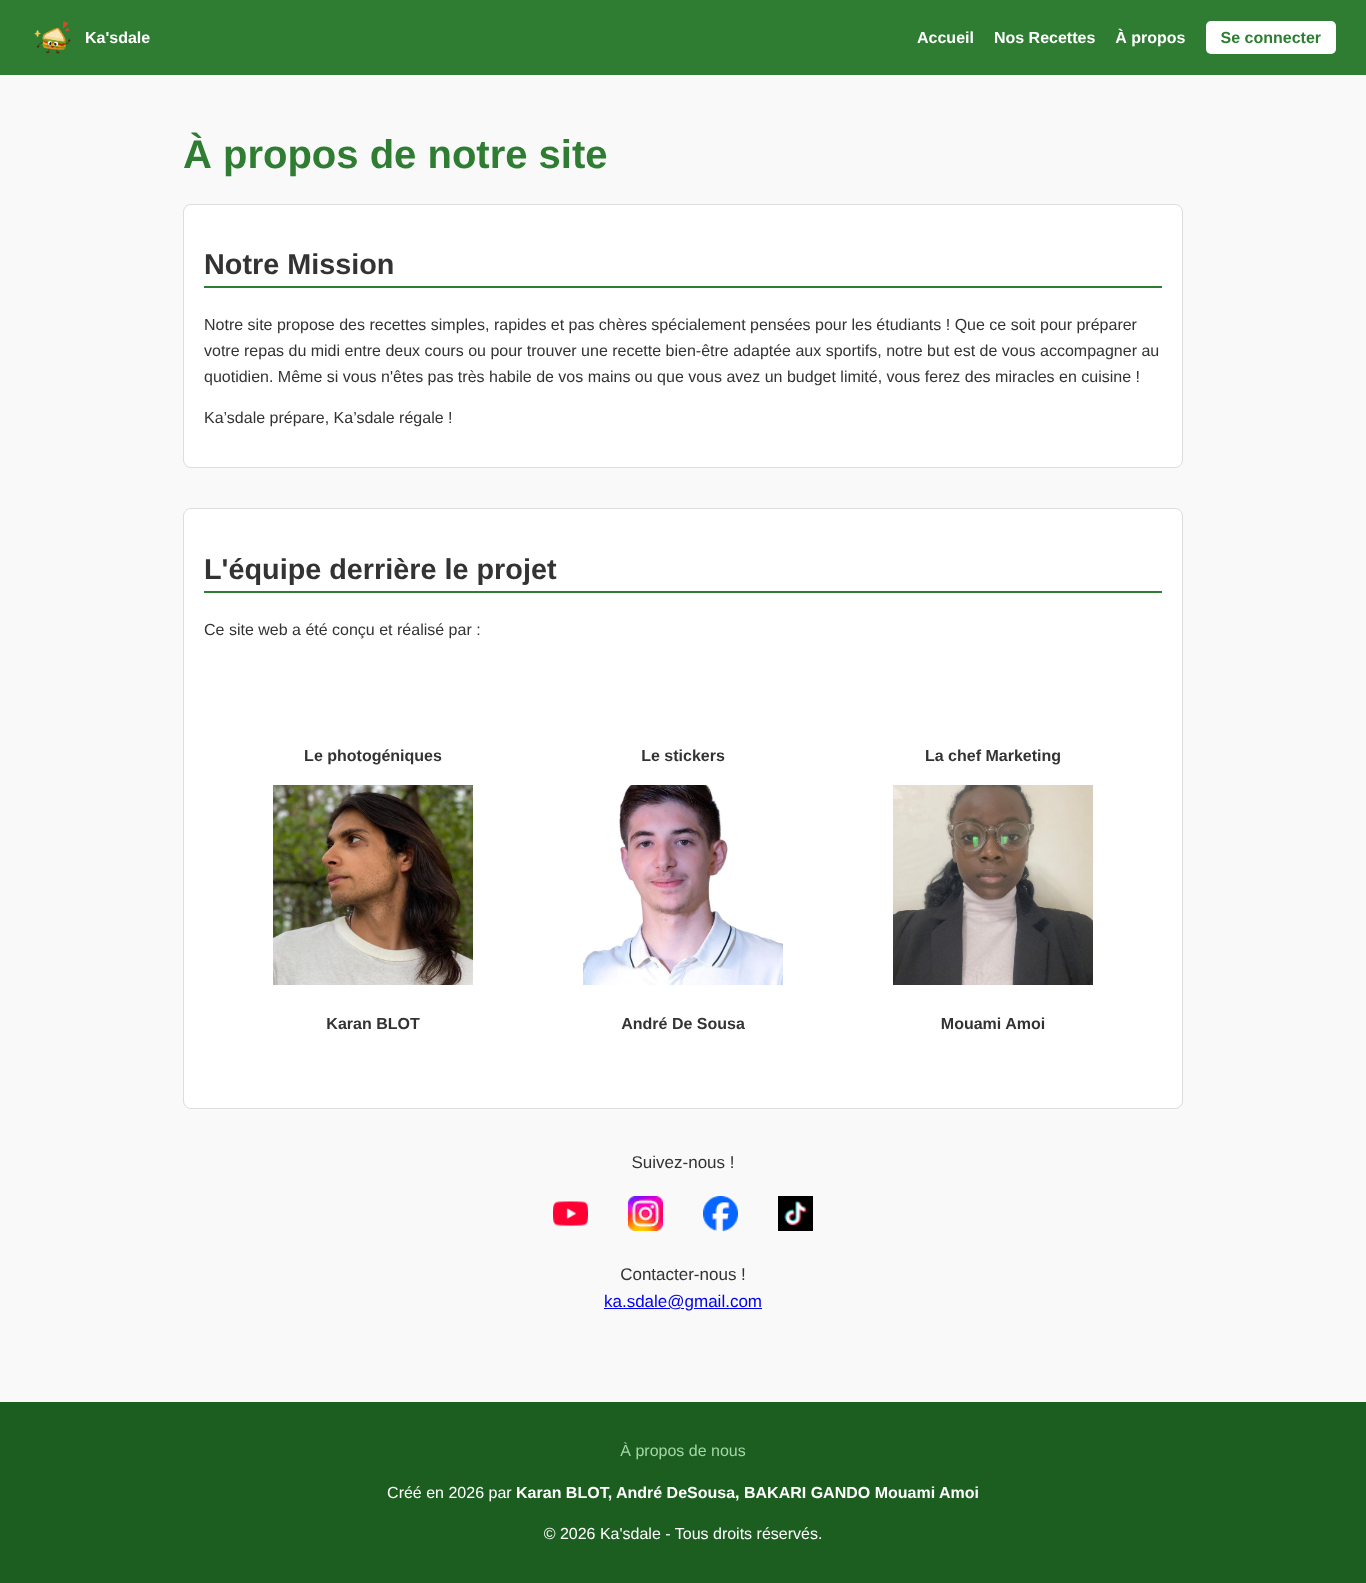 Ka'sdale
Accueil Nos Recettes À propos Se connecter
À propos de notre site
Notre Mission
Notre site propose des recettes simples, rapides et pas chères spécialement pensées pour les étudiants ! Que ce soit pour préparer
votre repas du midi entre deux cours ou pour trouver une recette bien-être adaptée aux sportifs, notre but est de vous accompagner au
quotidien. Même si vous n'êtes pas très habile de vos mains ou que vous avez un budget limité, vous ferez des miracles en cuisine !
Ka’sdale prépare, Ka’sdale régale !
L'équipe derrière le projet
Ce site web a été conçu et réalisé par :
Le photogéniques
Le stickers
La chef Marketing
Karan BLOT
André De Sousa
Mouami Amoi
Suivez-nous !
Contacter-nous !
ka.sdale@gmail.com
À propos de nous
Créé en 2026 par Karan BLOT, André DeSousa, BAKARI GANDO Mouami Amoi
© 2026 Ka'sdale - Tous droits réservés.